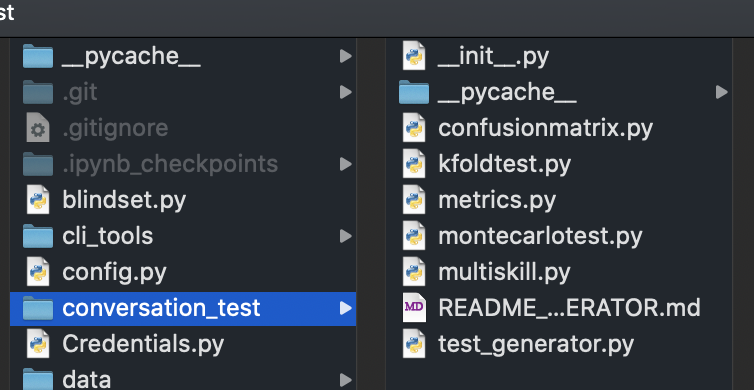 st
__pycache__
.git
.gitignore
.ipynb_checkpoints
blindset.py
cli_tools
config.py
conversation_test
Credentials.py
data
__init__.py
__pycache__
confusionmatrix.py
kfoldtest.py
metrics.py
montecarlotest.py
multiskill.py
MD
README_...ERATOR.md
test_generator.py